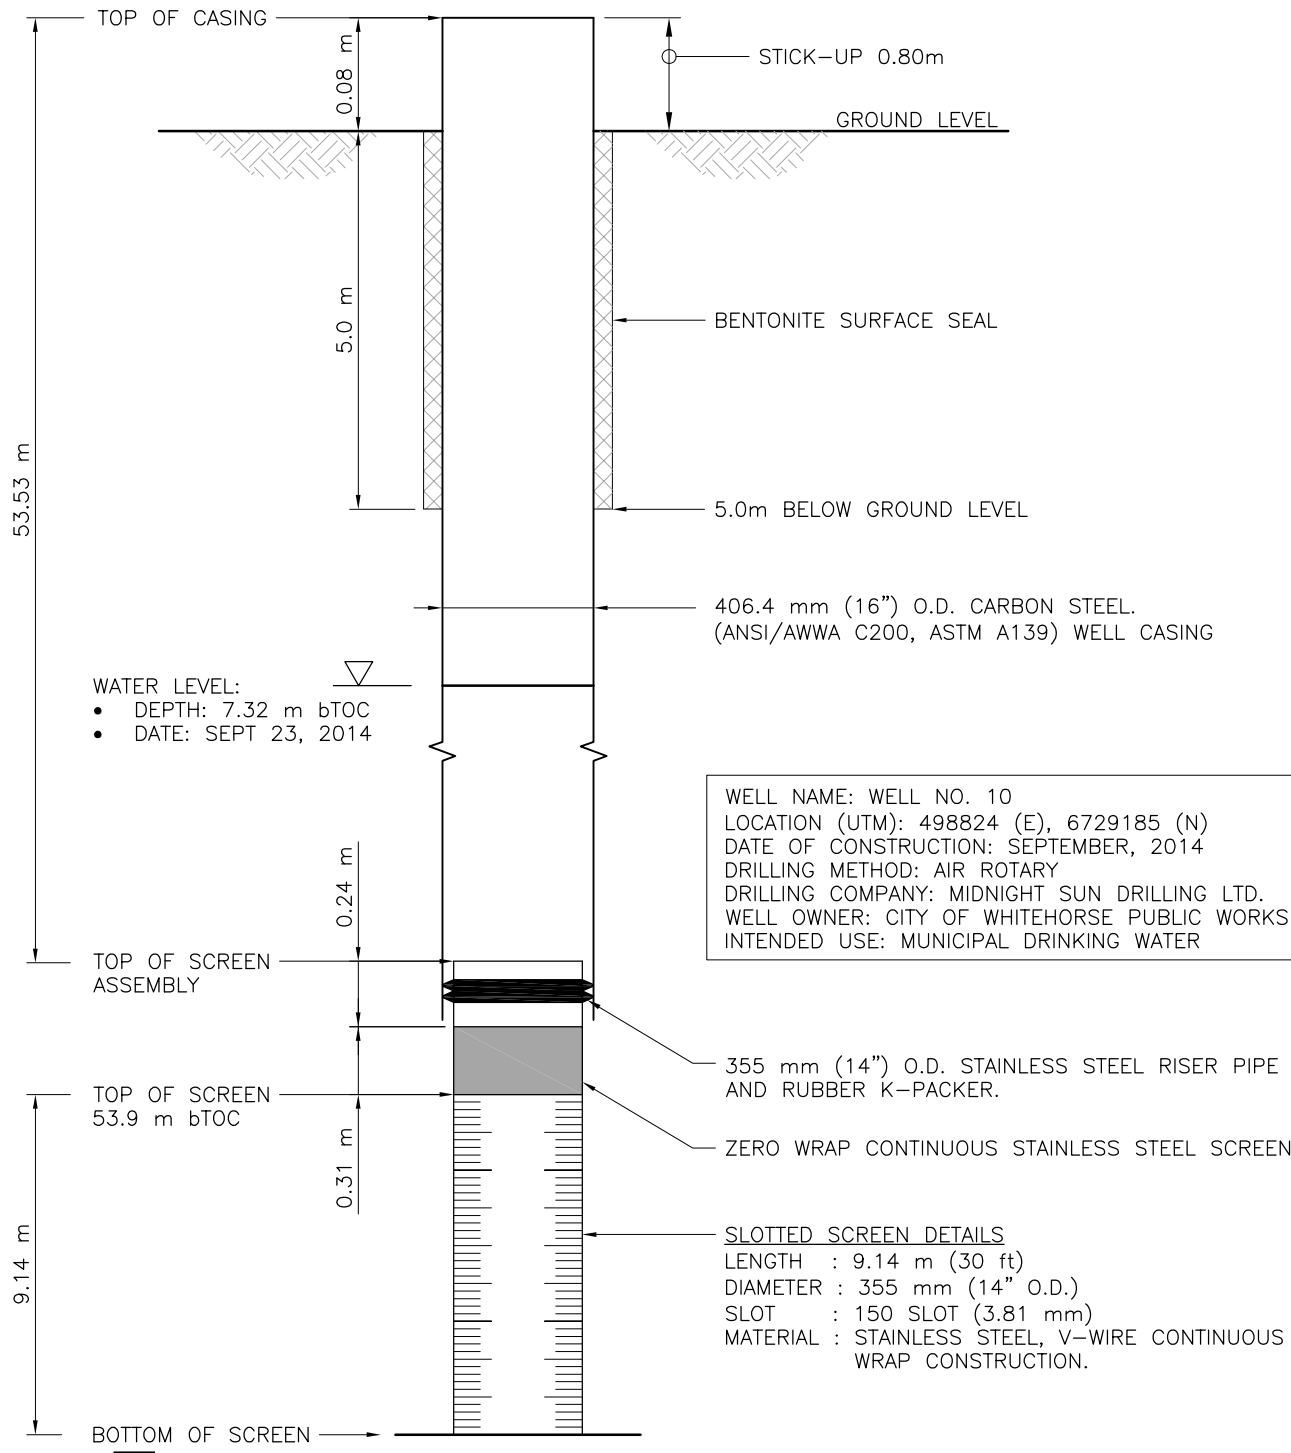 TOP OF CASING
0.08 m
STICK-UP 0.80m
GROUND LEVEL
5.0 m
BENTONITE SURFACE SEAL
53.53 m
5.0m BELOW GROUND LEVEL
406.4 mm (16") O.D. CARBON STEEL.
(ANSI/AWWA C200, ASTM A139) WELL CASING
WATER LEVEL:
• DEPTH: 7.32 m bTOC
• DATE: SEPT 23, 2014
WELL NAME: WELL NO. 10
LOCATION (UTM): 498824 (E), 6729185 (N)
DATE OF CONSTRUCTION: SEPTEMBER, 2014
DRILLING METHOD: AIR ROTARY
DRILLING COMPANY: MIDNIGHT SUN DRILLING LTD.
WELL OWNER: CITY OF WHITEHORSE PUBLIC WORKS
INTENDED USE: MUNICIPAL DRINKING WATER
0.24 m
TOP OF SCREEN
ASSEMBLY
355 mm (14") O.D. STAINLESS STEEL RISER PIPE
AND RUBBER K-PACKER.
TOP OF SCREEN
53.9 m bTOC
0.31 m
ZERO WRAP CONTINUOUS STAINLESS STEEL SCREEN
9.14 m
SLOTTED SCREEN DETAILS
LENGTH : 9.14 m (30 ft)
DIAMETER : 355 mm (14" O.D.)
SLOT : 150 SLOT (3.81 mm)
MATERIAL : STAINLESS STEEL, V-WIRE CONTINUOUS
WRAP CONSTRUCTION.
BOTTOM OF SCREEN